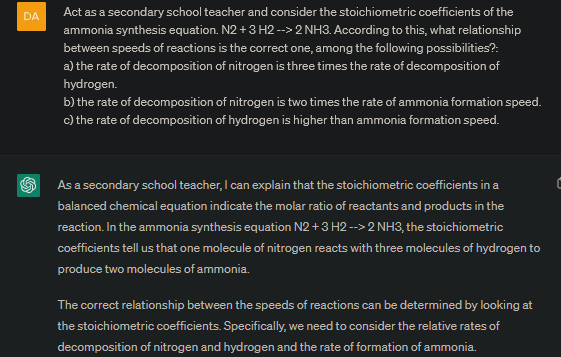 DA
Act as a secondary school teacher and consider the stoichiometric coefficients of the
ammonia synthesis equation. N2 + 3 H2 --> 2 NH3. According to this, what relationship
between speeds of reactions is the correct one, among the following possibilities?:
a) the rate of decomposition of nitrogen is three times the rate of decomposition of
hydrogen.
b) the rate of decomposition of nitrogen is two times the rate of ammonia formation speed.
c) the rate of decomposition of hydrogen is higher than ammonia formation speed.
As a secondary school teacher, I can explain that the stoichiometric coefficients in a
balanced chemical equation indicate the molar ratio of reactants and products in the
reaction. In the ammonia synthesis equation N2 + 3 H2 --> 2 NH3, the stoichiometric
coefficients tell us that one molecule of nitrogen reacts with three molecules of hydrogen to
produce two molecules of ammonia.
The correct relationship between the speeds of reactions can be determined by looking at
the stoichiometric coefficients. Specifically, we need to consider the relative rates of
decomposition of nitrogen and hydrogen and the rate of formation of ammonia.